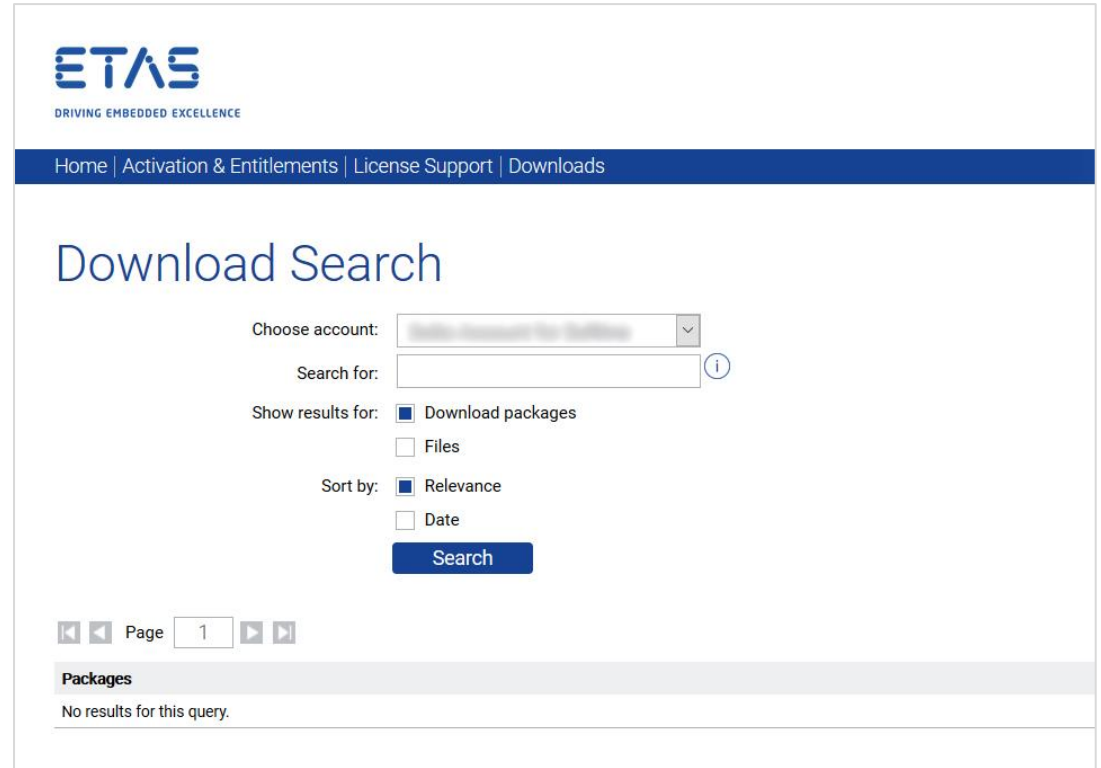 ETAS
DRIVING EMBEDDED EXCELLENCE
Home | Activation & Entitlements | License Support | Downloads
Download Search
Choose account:
Search for: i
Show results for: Download packages
Files
Sort by: Relevance
Date
Search
Page 1
Packages
No results for this query.